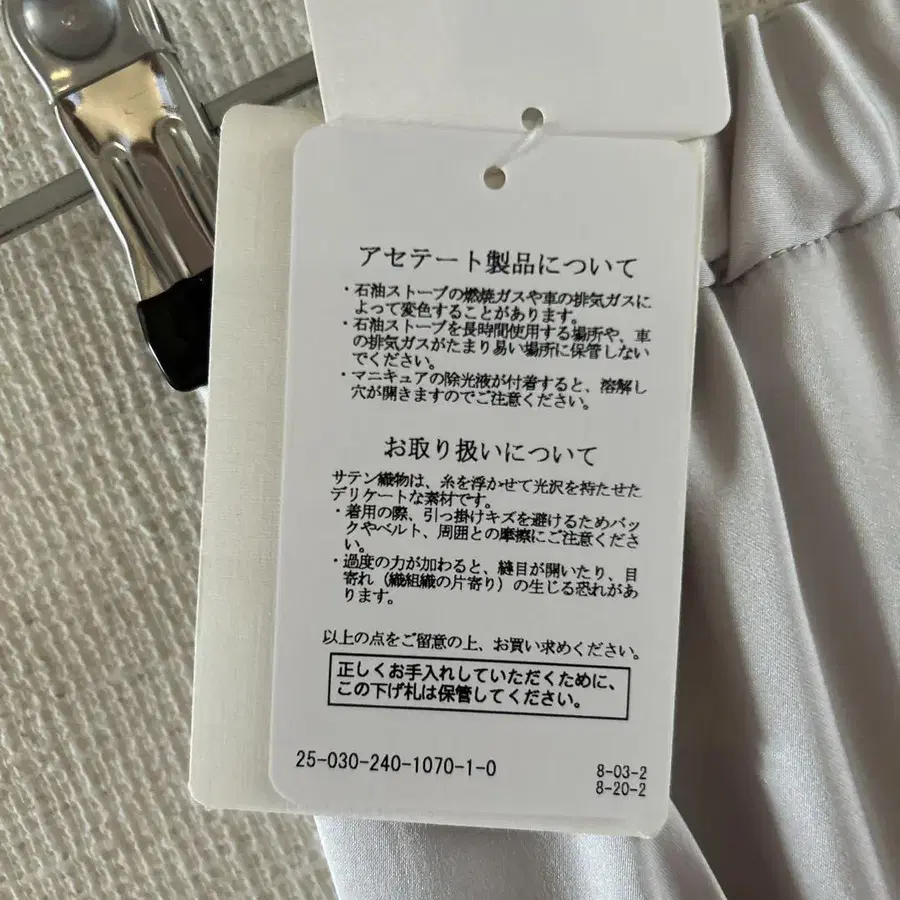 アセテート製品について
・石油ストーブの燃焼ガスや車の排気ガスに
よって変色することがあります。
・石油ストーブを長時間使用する場所や、車
の排気ガスがたまり易い場所に保管しない
でください。
・マニキュアの除光液が付着すると、溶解し
穴が開きますのでご注意ください。
お取り扱いについて
サテン織物は、糸を浮かせて光沢を持たせた
デリケートな素材です。
・着用の際、引っ掛けキズを避けるためバッ
クやベルト、周囲との摩擦にご注意くださ
い。
・過度の力が加わると、縫目が開いたり、目
寄れ（織組織の片寄り）の生じる恐れがあ
ります。
以上の点をご留意の上、お買い求めください。
正しくお手入れしていただくために、
この下げ札は保管してください。
25-030-240-1070-1-0
8-03-2
8-20-2